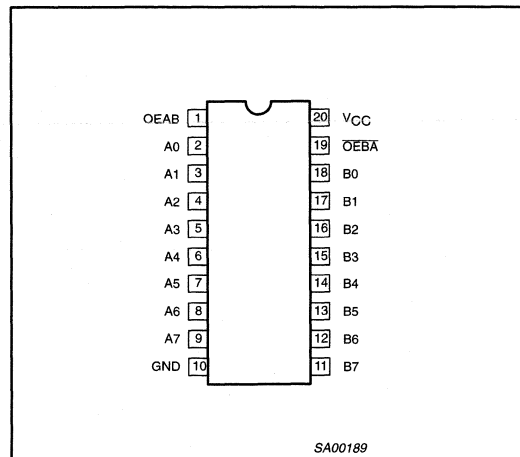 OEAB 1 20 VCC
A0 2 19 OEBA
A1 3 18 B0
A2 4 17 B1
A3 5 16 B2
A4 6 15 B3
A5 7 14 B4
A6 8 13 B5
A7 9 12 B6
GND 10 11 B7
SA00189